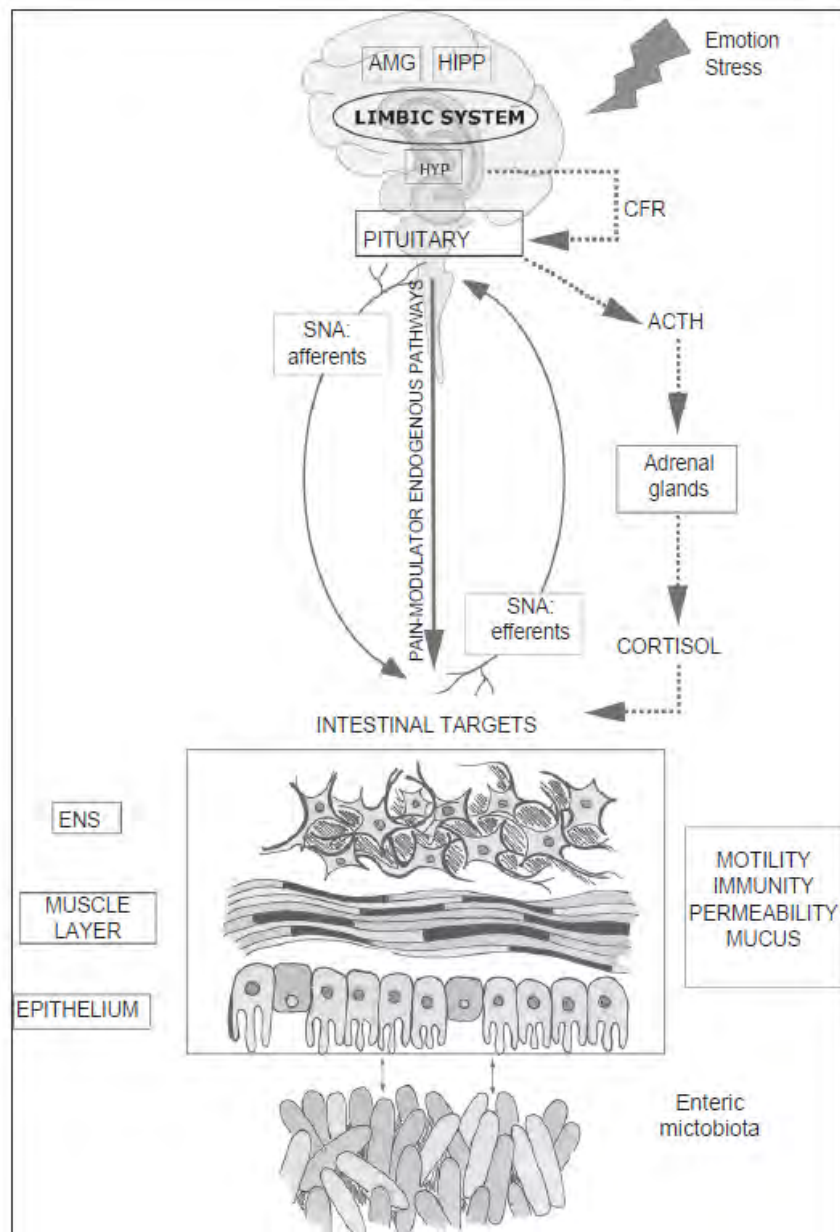 Emotion
Stress
AMG
HIPP
LIMBIC SYSTEM
HYP
CFR
PITUITARY
ACTH
SNA:
afferents
PAIN-MODULATOR ENDOGENOUS PATHWAYS
Adrenal
glands
SNA:
efferents
CORTISOL
INTESTINAL TARGETS
ENS
MUSCLE
LAYER
EPITHELIUM
MOTILITY
IMMUNITY
PERMEABILITY
MUCUS
Enteric
mictobiota